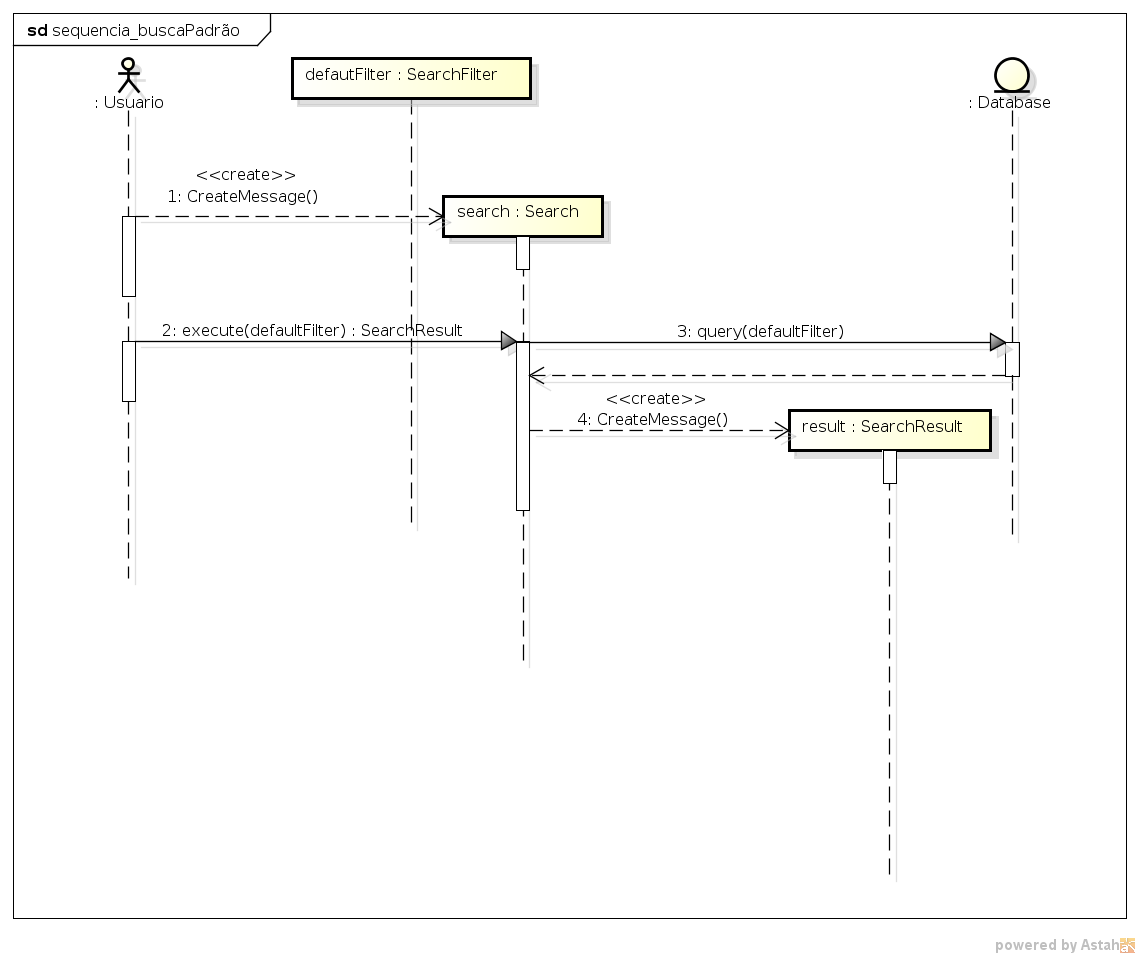 sd sequencia_buscaPadrão
: Usuario
defautFilter : SearchFilter
: Database
<<create>>
1: CreateMessage()
search : Search
2: execute(defaultFilter) : SearchResult
3: query(defaultFilter)
<<create>>
4: CreateMessage()
result : SearchResult
powered by Astah